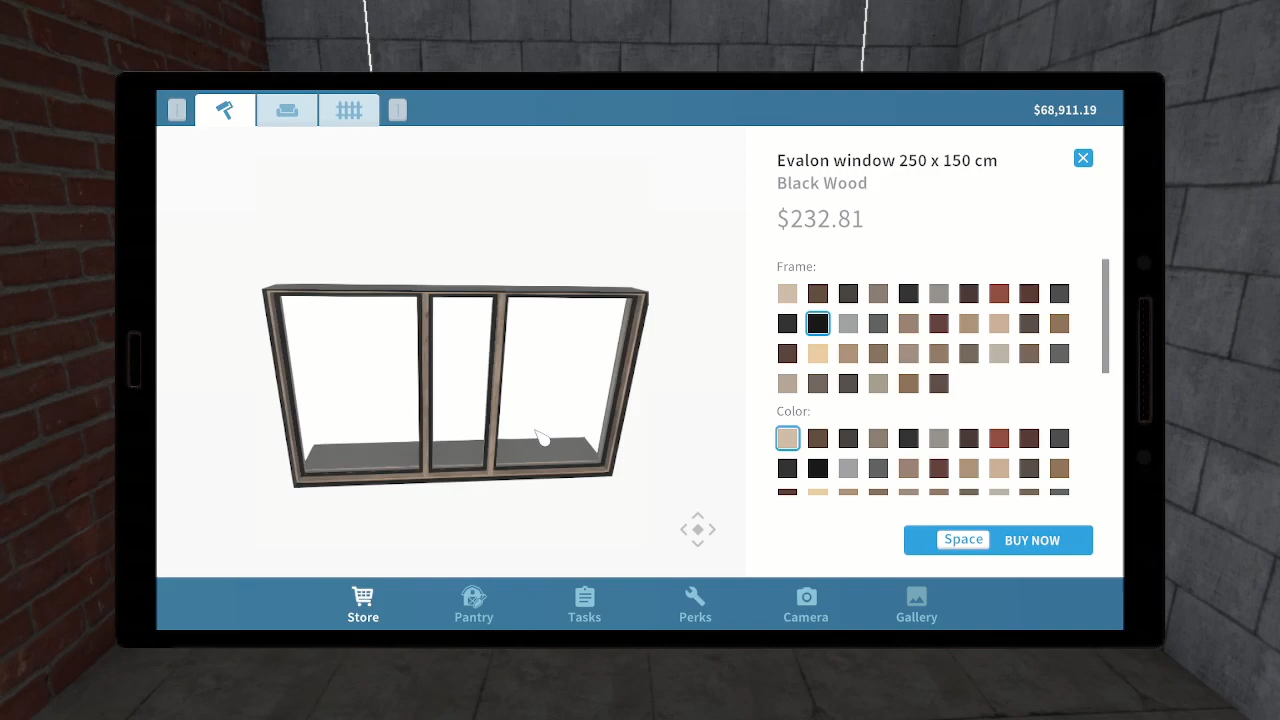 $68,911.19
Evalon window 250 x 150 cm
Black Wood
$232.81
Frame:
Color:
Space BUY NOW
Store
Pantry
Tasks
Perks
Camera
Gallery